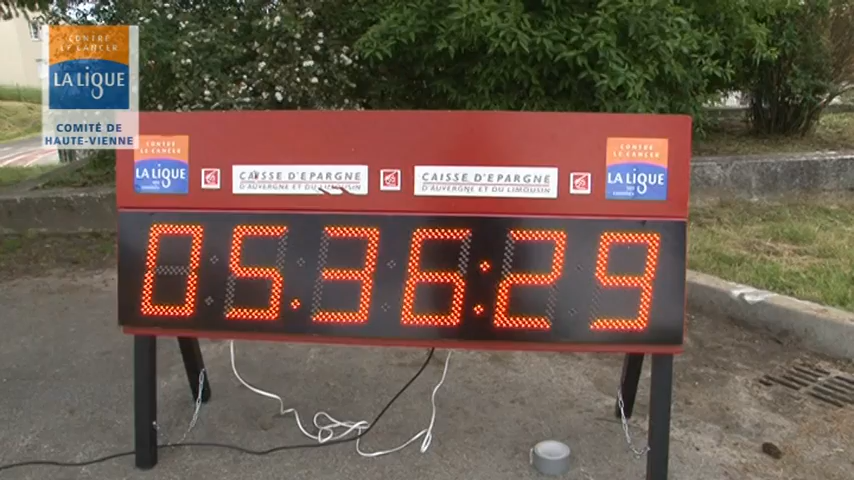 CONTRE
LE CANCER
LA LIGUE
COMITÉ DE
HAUTE-VIENNE
CONTRE
LE CANCER
LA LIGUE
CAISSE D'EPARGNE
D'AUVERGNE ET DU LIMOUSIN
CAISSE D'EPARGNE
D'AUVERGNE ET DU LIMOUSIN
CONTRE
LE CANCER
LA LIGUE
05.36:29